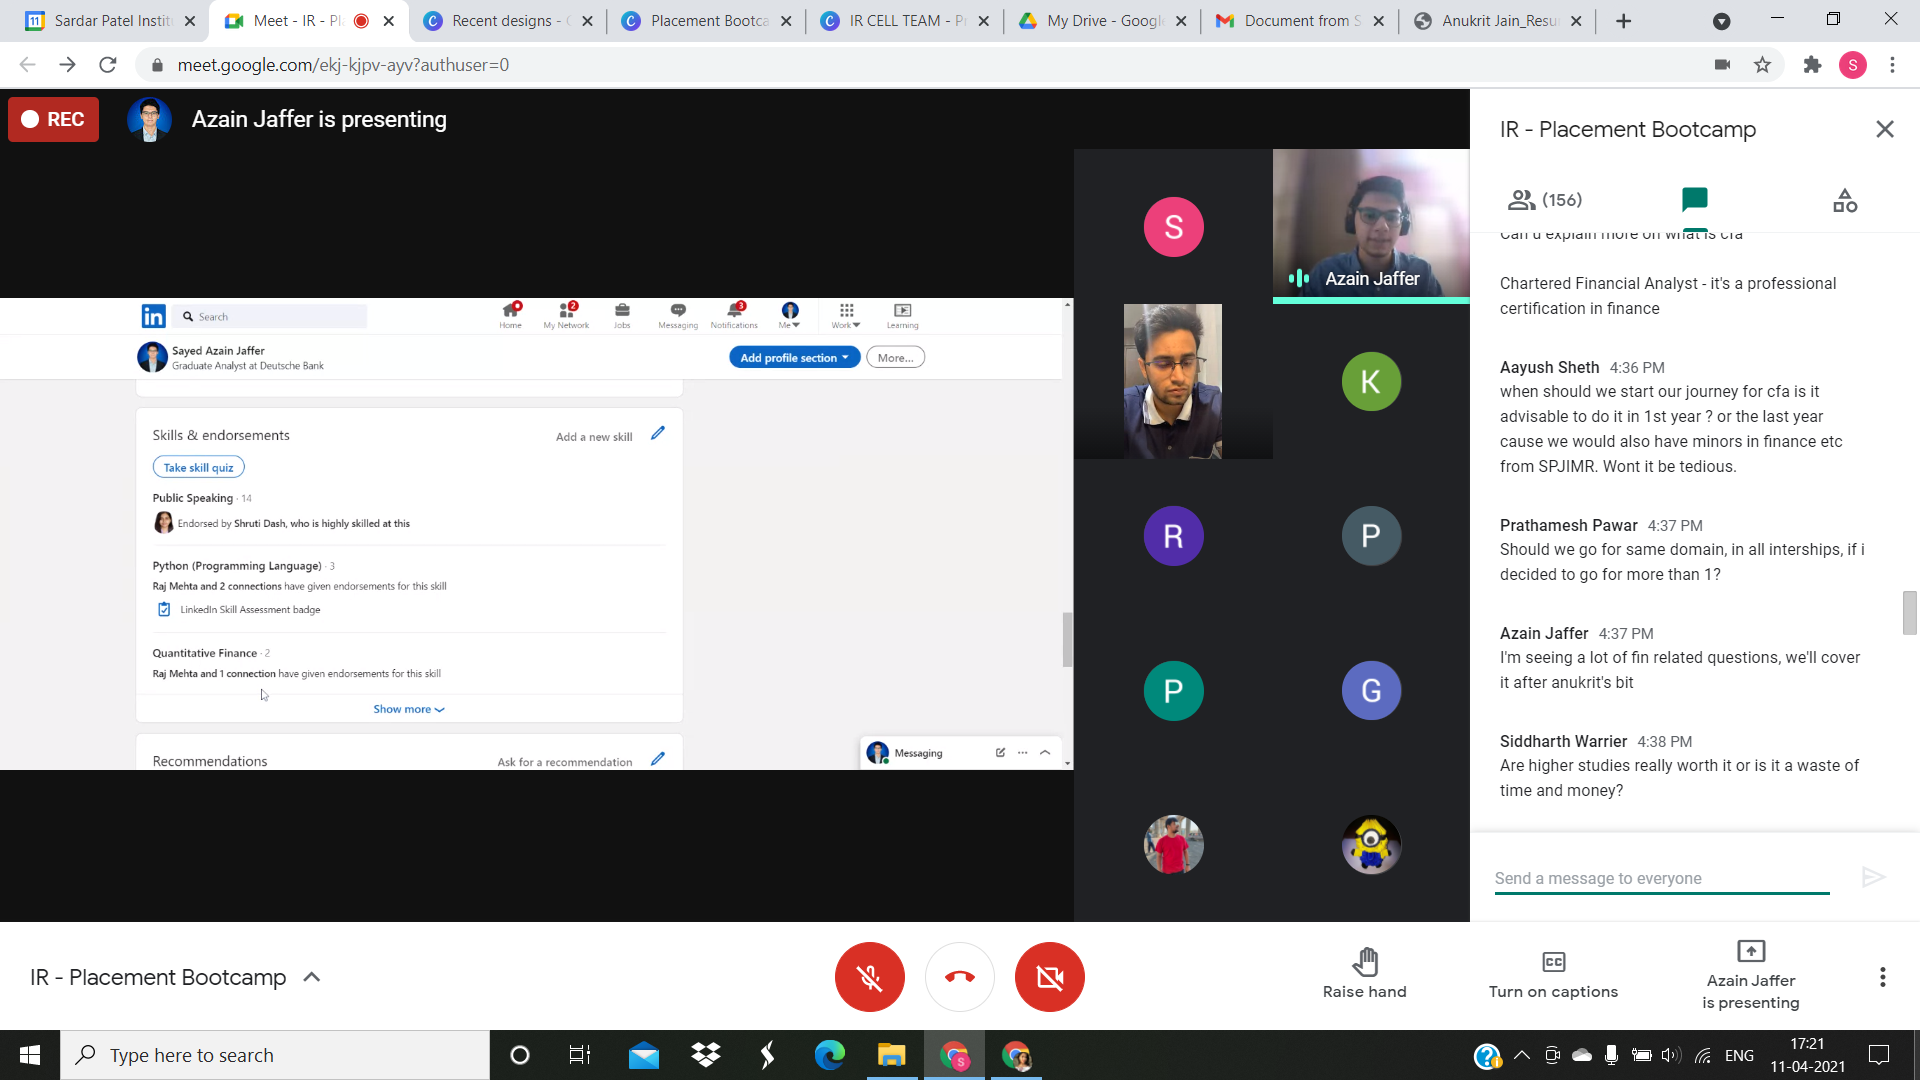 Sardar Patel Instit
Meet - IR - Pl
Recent designs - C
Placement Bootca
IR CELL TEAM - Pr
My Drive - Google
Document from S
Anukrit Jain_Resu
meet.google.com/ekj-kjpv-ayv?authuser=0
S
REC
Azain Jaffer is presenting
in
Search
Home
My Network
Jobs
Messaging
Notifications
Me
Work
Learning
2
3
Sayed Azain Jaffer
Graduate Analyst at Deutsche Bank
Add profile section
More...
Skills & endorsements
Add a new skill
Take skill quiz
Public Speaking · 14
Endorsed by Shruti Dash, who is highly skilled at this
Python (Programming Language) · 3
Raj Mehta and 2 connections have given endorsements for this skill
LinkedIn Skill Assessment badge
Quantitative Finance · 2
Raj Mehta and 1 connection have given endorsements for this skill
Show more
Recommendations
Ask for a recommendation
Messaging
S
Azain Jaffer
K
R
P
P
G
IR - Placement Bootcamp
(156)
Can u explain more on what is cfa
Chartered Financial Analyst - it's a professional
certification in finance
Aayush Sheth 4:36 PM
when should we start our journey for cfa is it
advisable to do it in 1st year ? or the last year
cause we would also have minors in finance etc
from SPJIMR. Wont it be tedious.
Prathamesh Pawar 4:37 PM
Should we go for same domain, in all interships, if i
decided to go for more than 1?
Azain Jaffer 4:37 PM
I'm seeing a lot of fin related questions, we'll cover
it after anukrit's bit
Siddharth Warrier 4:38 PM
Are higher studies really worth it or is it a waste of
time and money?
Send a message to everyone
IR - Placement Bootcamp
Raise hand
CC
Turn on captions
Azain Jaffer
is presenting
Type here to search
ENG
17:21
11-04-2021